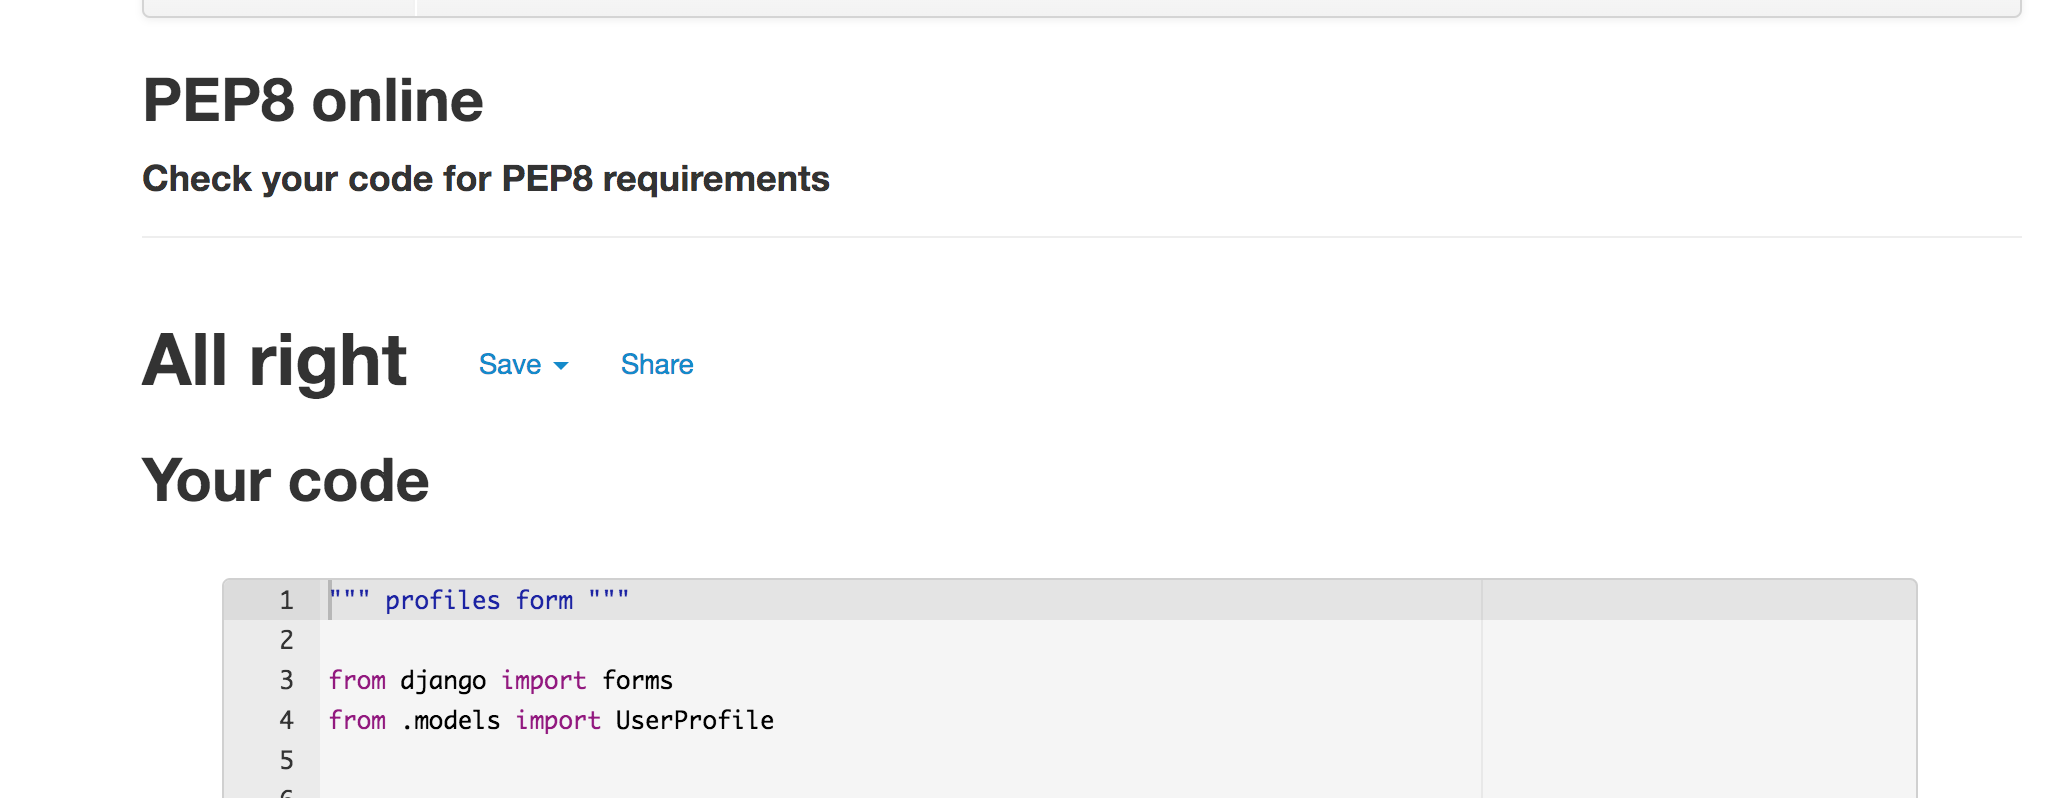 PEP8 online
Check your code for PEP8 requirements
All right Save Share
Your code
1 """ profiles form """
2
3 from django import forms
4 from .models import UserProfile
5